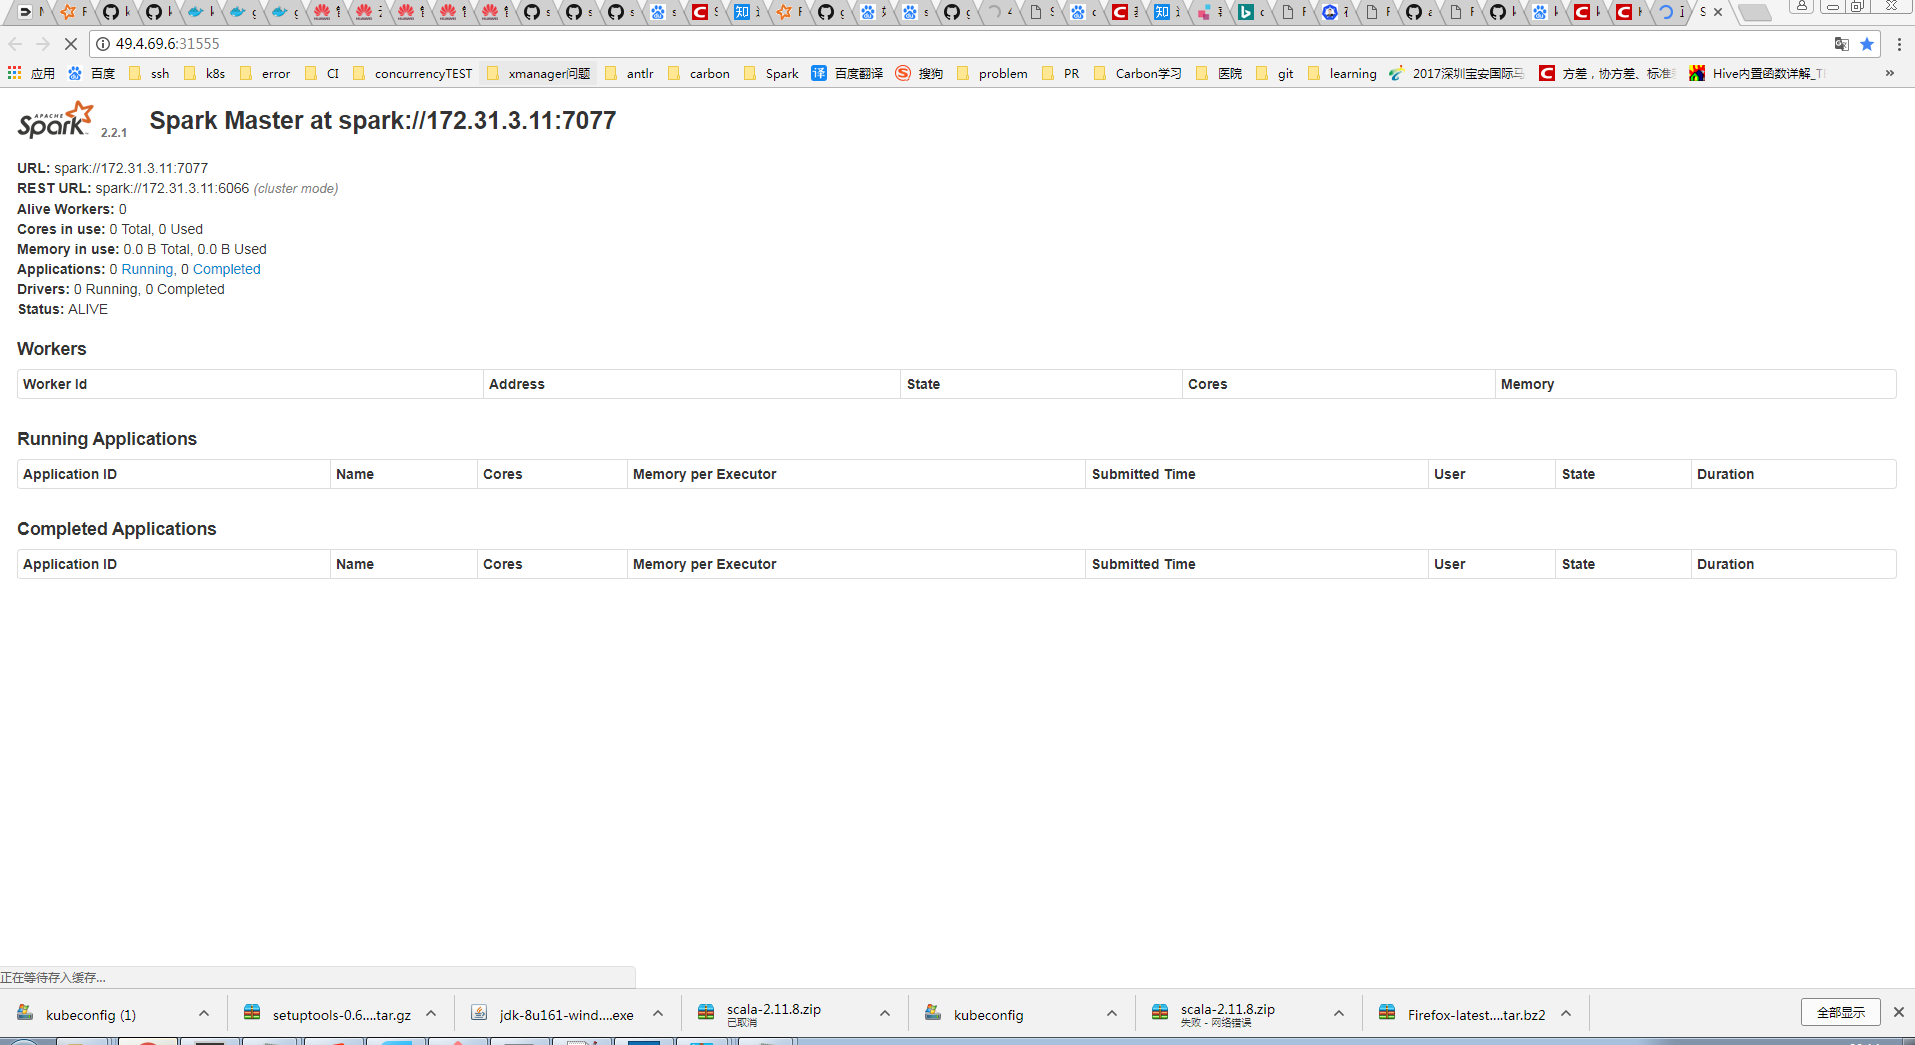 49.4.69.6:31555
应用 百度 ssh k8s error CI concurrencyTEST xmanager问题 antlr carbon Spark 百度翻译 搜狗 problem PR Carbon学习 医院 git learning 2017深圳宝安国际马 方差，协方差、标准 Hive内置函数详解_T »
APACHE Spark 2.2.1 Spark Master at spark://172.31.3.11:7077
URL: spark://172.31.3.11:7077
REST URL: spark://172.31.3.11:6066 (cluster mode)
Alive Workers: 0
Cores in use: 0 Total, 0 Used
Memory in use: 0.0 B Total, 0.0 B Used
Applications: 0 Running, 0 Completed
Drivers: 0 Running, 0 Completed
Status: ALIVE
Workers
Worker Id Address State Cores Memory
Running Applications
Application ID Name Cores Memory per Executor Submitted Time User State Duration
Completed Applications
Application ID Name Cores Memory per Executor Submitted Time User State Duration
正在等待存入缓存...
kubeconfig (1) setuptools-0.6....tar.gz jdk-8u161-wind....exe scala-2.11.8.zip 已取消 kubeconfig scala-2.11.8.zip 失败 - 网络错误 Firefox-latest....tar.bz2 全部显示